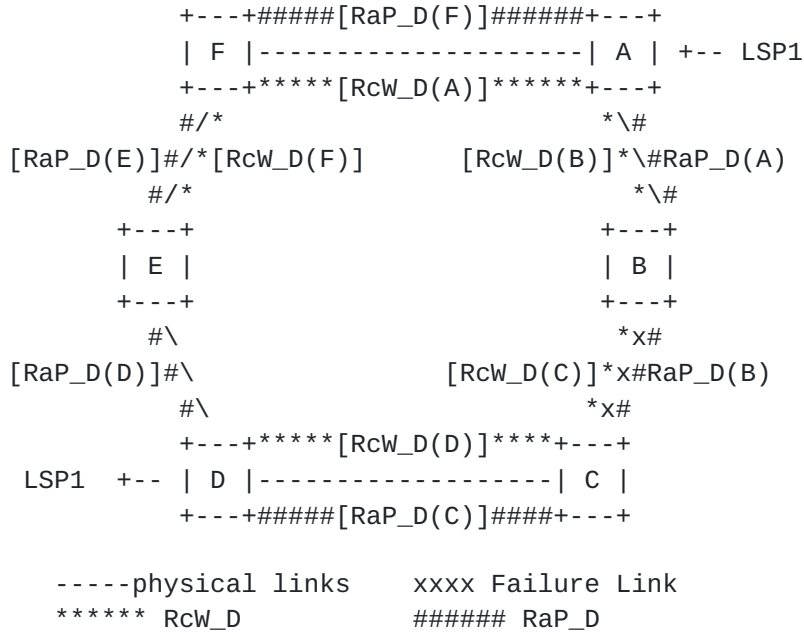 +---+#####[RaP_D(F)]######+---+
| F |---------------------| A | +-- LSP1
+---+*****[RcW_D(A)]******+---+
#/* *\#
[RaP_D(E)]#/*[RcW_D(F)] [RcW_D(B)]*\#RaP_D(A)
#/* *\#
+---+ +---+
| E | | B |
+---+ +---+
#\ *x#
[RaP_D(D)]#\ [RcW_D(C)]*x#RaP_D(B)
#\ *x#
+---+*****[RcW_D(D)]****+---+
LSP1 +-- | D |-------------------| C |
+---+#####[RaP_D(C)]####+---+
-----physical links xxxx Failure Link
****** RcW_D ###### RaP_D